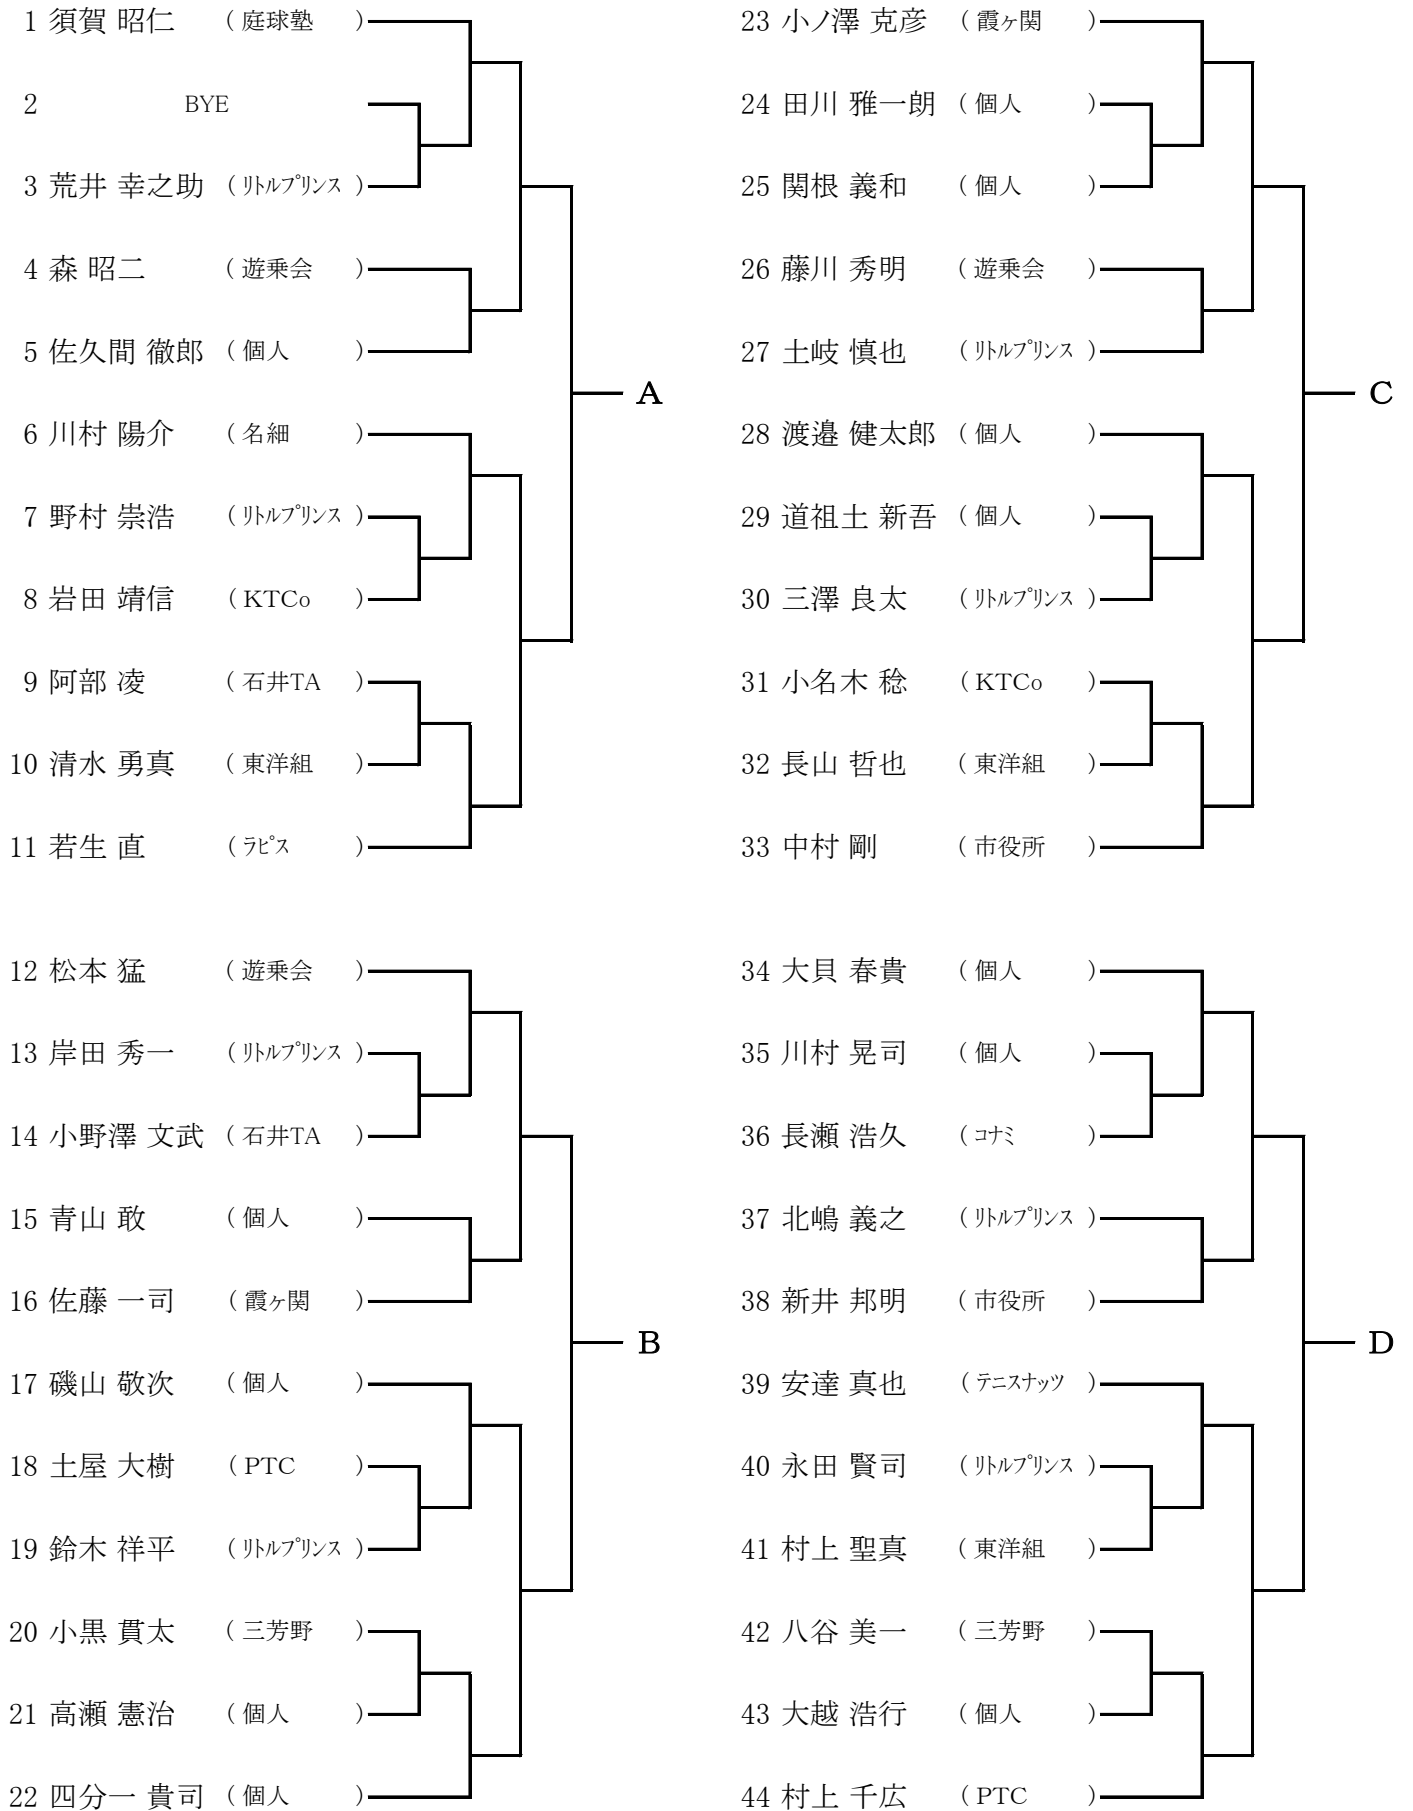 1 須賀 昭仁 ( 庭球塾 )
2 BYE
3 荒井 幸之助 ( ﾘﾄﾙﾌﾟﾘﾝｽ )
4 森 昭二 ( 遊乗会 )
5 佐久間 徹郎 ( 個人 )
6 川村 陽介 ( 名細 )
7 野村 崇浩 ( ﾘﾄﾙﾌﾟﾘﾝｽ )
8 岩田 靖信 ( KTCo )
9 阿部 凌 ( 石井TA )
10 清水 勇真 ( 東洋組 )
11 若生 直 ( ﾗﾋﾟｽ )
A
12 松本 猛 ( 遊乗会 )
13 岸田 秀一 ( ﾘﾄﾙﾌﾟﾘﾝｽ )
14 小野澤 文武 ( 石井TA )
15 青山 敢 ( 個人 )
16 佐藤 一司 ( 霞ヶ関 )
17 磯山 敬次 ( 個人 )
18 土屋 大樹 ( PTC )
19 鈴木 祥平 ( ﾘﾄﾙﾌﾟﾘﾝｽ )
20 小黒 貫太 ( 三芳野 )
21 高瀬 憲治 ( 個人 )
22 四分一 貴司 ( 個人 )
B
23 小ノ澤 克彦 ( 霞ヶ関 )
24 田川 雅一朗 ( 個人 )
25 関根 義和 ( 個人 )
26 藤川 秀明 ( 遊乗会 )
27 土岐 慎也 ( ﾘﾄﾙﾌﾟﾘﾝｽ )
28 渡邉 健太郎 ( 個人 )
29 道祖土 新吾 ( 個人 )
30 三澤 良太 ( ﾘﾄﾙﾌﾟﾘﾝｽ )
31 小名木 稔 ( KTCo )
32 長山 哲也 ( 東洋組 )
33 中村 剛 ( 市役所 )
C
34 大貝 春貴 ( 個人 )
35 川村 晃司 ( 個人 )
36 長瀬 浩久 ( ｺﾅﾐ )
37 北嶋 義之 ( ﾘﾄﾙﾌﾟﾘﾝｽ )
38 新井 邦明 ( 市役所 )
39 安達 真也 ( ﾃﾆｽﾅｯﾂ )
40 永田 賢司 ( ﾘﾄﾙﾌﾟﾘﾝｽ )
41 村上 聖真 ( 東洋組 )
42 八谷 美一 ( 三芳野 )
43 大越 浩行 ( 個人 )
44 村上 千広 ( PTC )
D